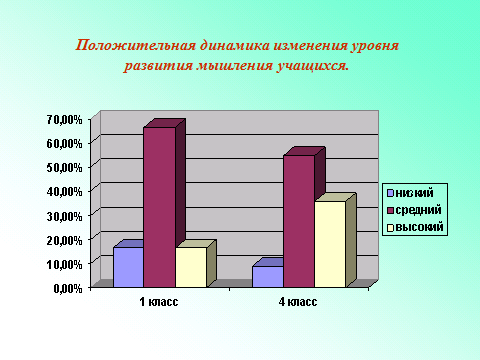 Положительная динамика изменения уровня
развития мышления учащихся.
70,00%
60,00%
50,00%
40,00%
30,00%
20,00%
10,00%
0,00%
1 класс
4 класс
низкий
средний
высокий